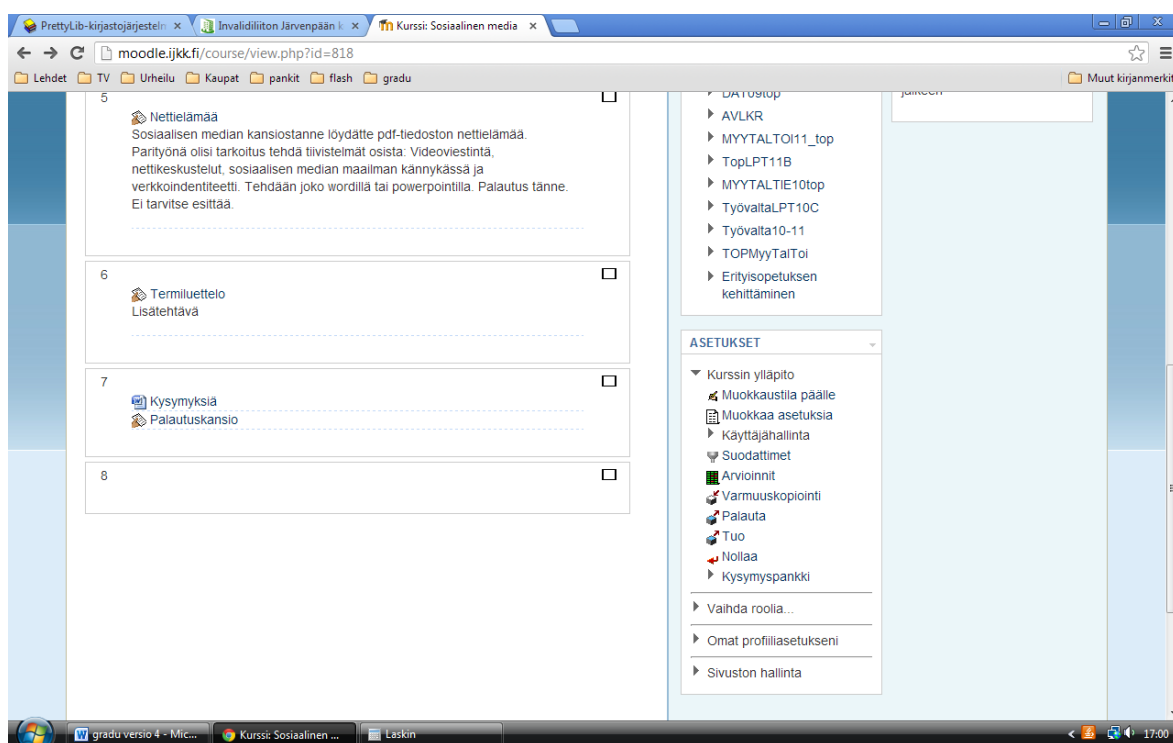 PrettyLib-kirjastojärjesteln
Invalidiliiton Järvenpään k
Kurssi: Sosiaalinen media
moodle.ijkk.fi/course/view.php?id=818
Lehdet TV Urheilu Kaupat pankit flash gradu Muut kirjanmerkit
5
Nettielämää
Sosiaalisen median kansiostanne löydätte pdf-tiedoston nettielämää.
Parityönä olisi tarkoitus tehdä tiivistelmät osista: Videoviestintä,
nettikeskustelut, sosiaalisen median maailman kännykässä ja
verkkoindentiteetti. Tehdään joko wordillä tai powerpointilla. Palautus tänne.
Ei tarvitse esittää.
6
Termiluettelo
Lisätehtävä
7
Kysymyksiä
Palautuskansio
8
DAT09top
AVLKR
MYYTALTOI11_top
TopLPT11B
MYYTALTIE10top
TyövaltaLPT10C
Työvalta10-11
TOPMyyTalToi
Erityisopetuksen
kehittäminen
jälkeen
ASETUKSET
Kurssin ylläpito
Muokkaustila päälle
Muokkaa asetuksia
Käyttäjähallinta
Suodattimet
Arvioinnit
Varmuuskopiointi
Palauta
Tuo
Nollaa
Kysymyspankki
Vaihda roolia...
Omat profiiliasetukseni
Sivuston hallinta
gradu versio 4 - Mic...
Kurssi: Sosiaalinen ...
Laskin
17:00